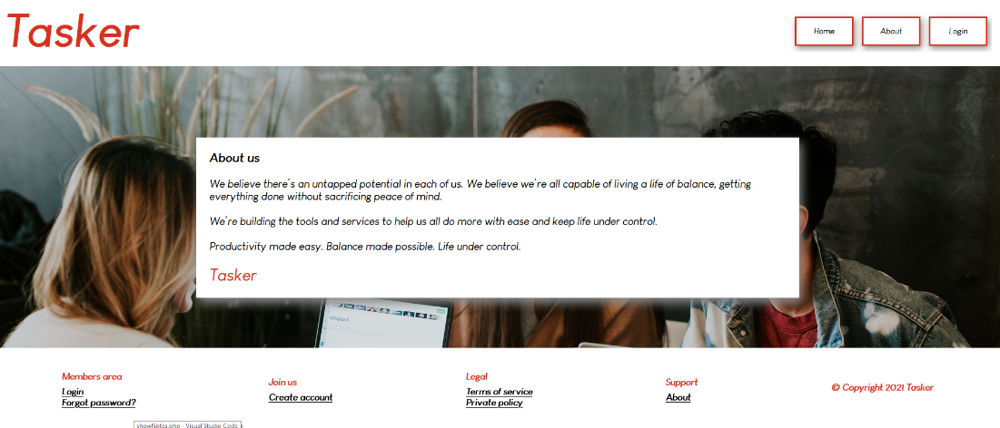 Tasker
Home
About
Login
About us
We believe there's an untapped potential in each of us. We believe we're all capable of living a life of balance, getting
everything done without sacrificing peace of mind.
We're building the tools and services to help us all do more with ease and keep life under control.
Productivity made easy. Balance made possible. Life under control.
Tasker
unsplash
Members area
Login
Forgot password?
Join us
Create account
Legal
Terms of service
Private policy
Support
About
© Copyright 2021 Tasker
showNotes.php - Visual Studio Code